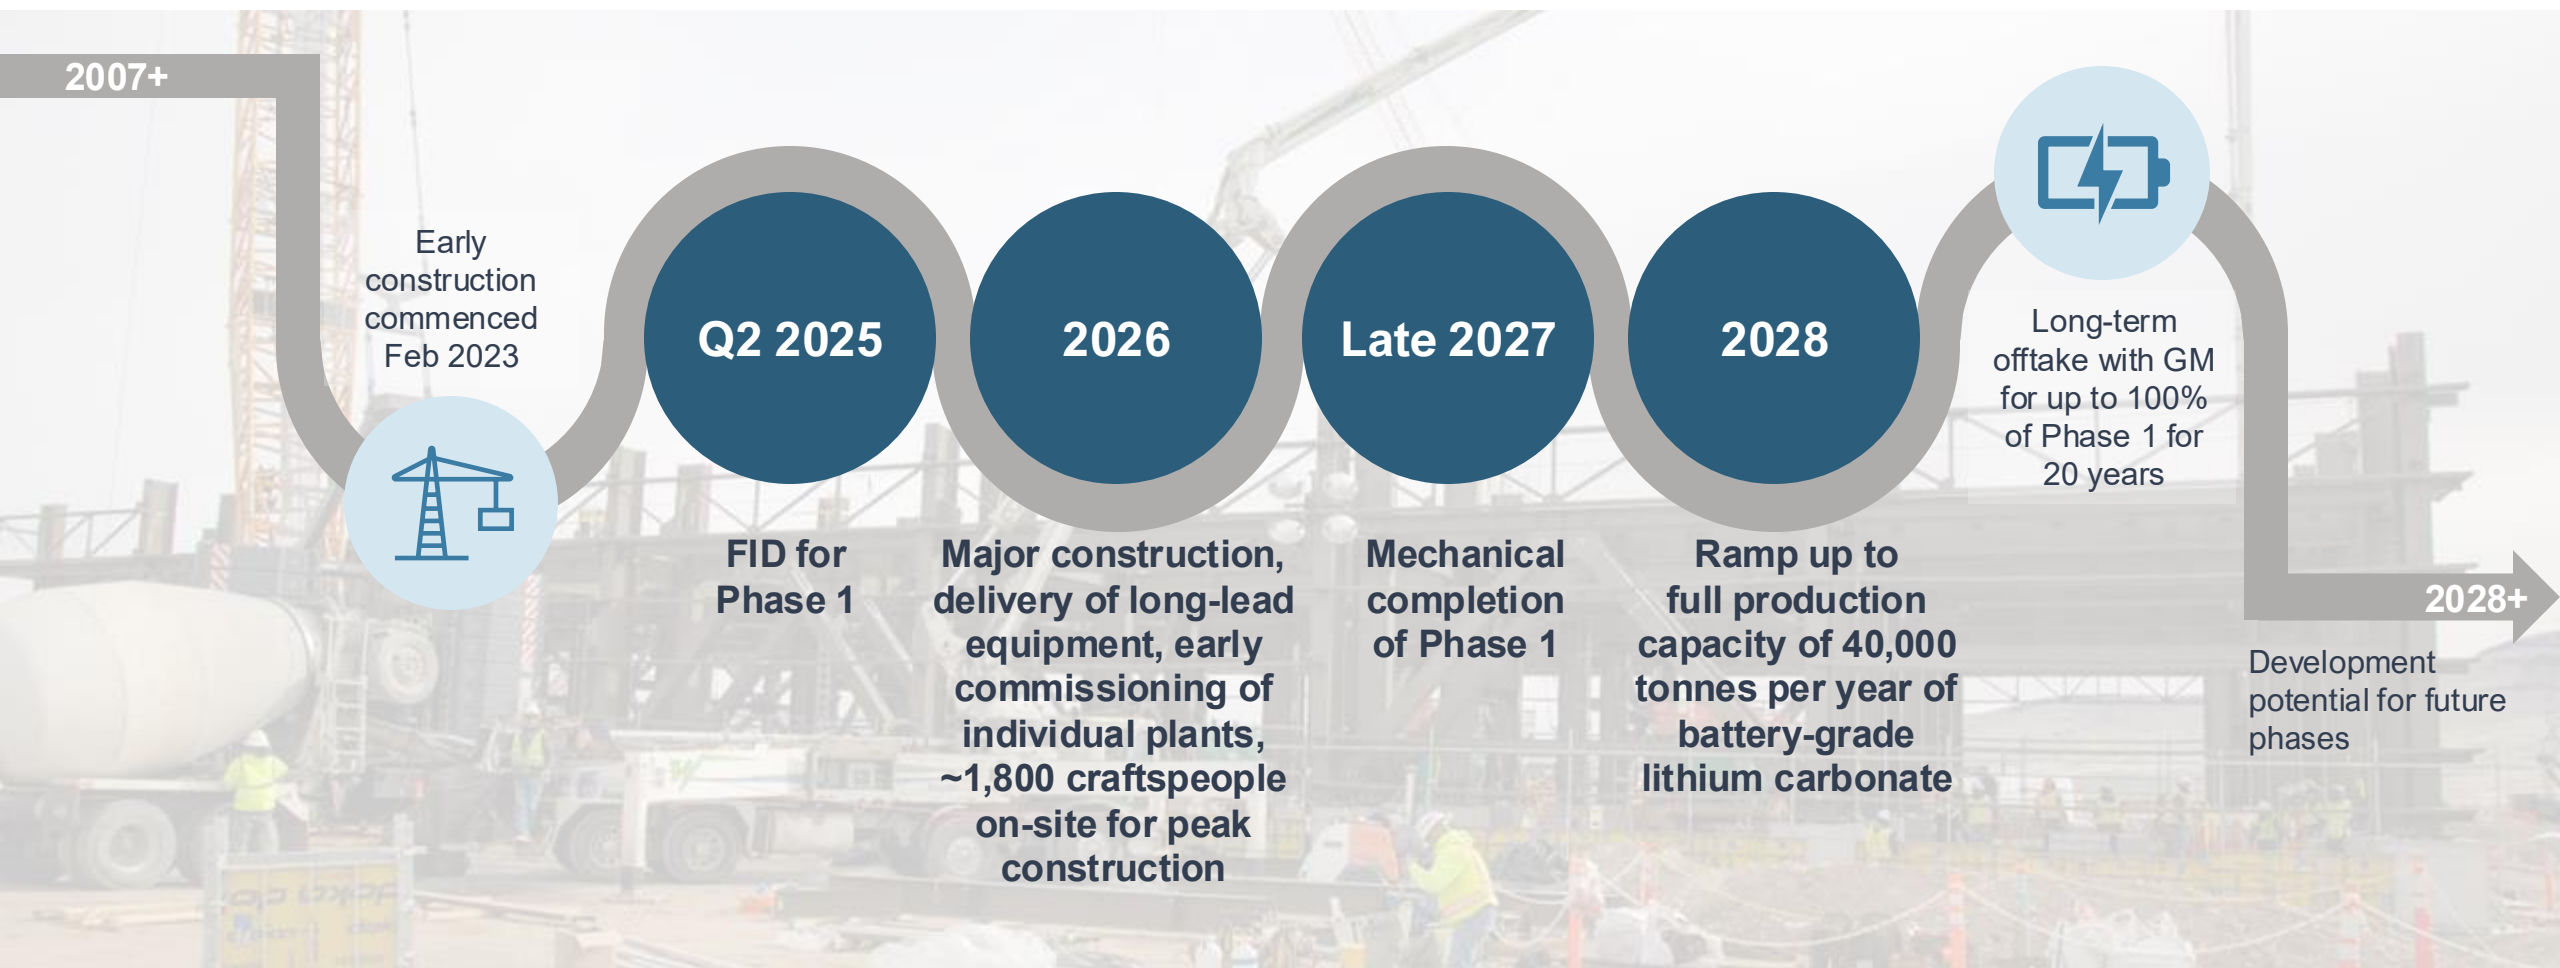 2007+
Early
construction
commenced
Feb 2023
Q2 2025
FID for
Phase 1
2026
Major construction,
delivery of long-lead
equipment, early
commissioning of
individual plants,
~1,800 craftspeople
on-site for peak
construction
Late 2027
Mechanical
completion
of Phase 1
2028
Ramp up to
full production
capacity of 40,000
tonnes per year of
battery-grade
lithium carbonate
Long-term
offtake with GM
for up to 100%
of Phase 1 for
20 years
2028+
Development
potential for future
phases